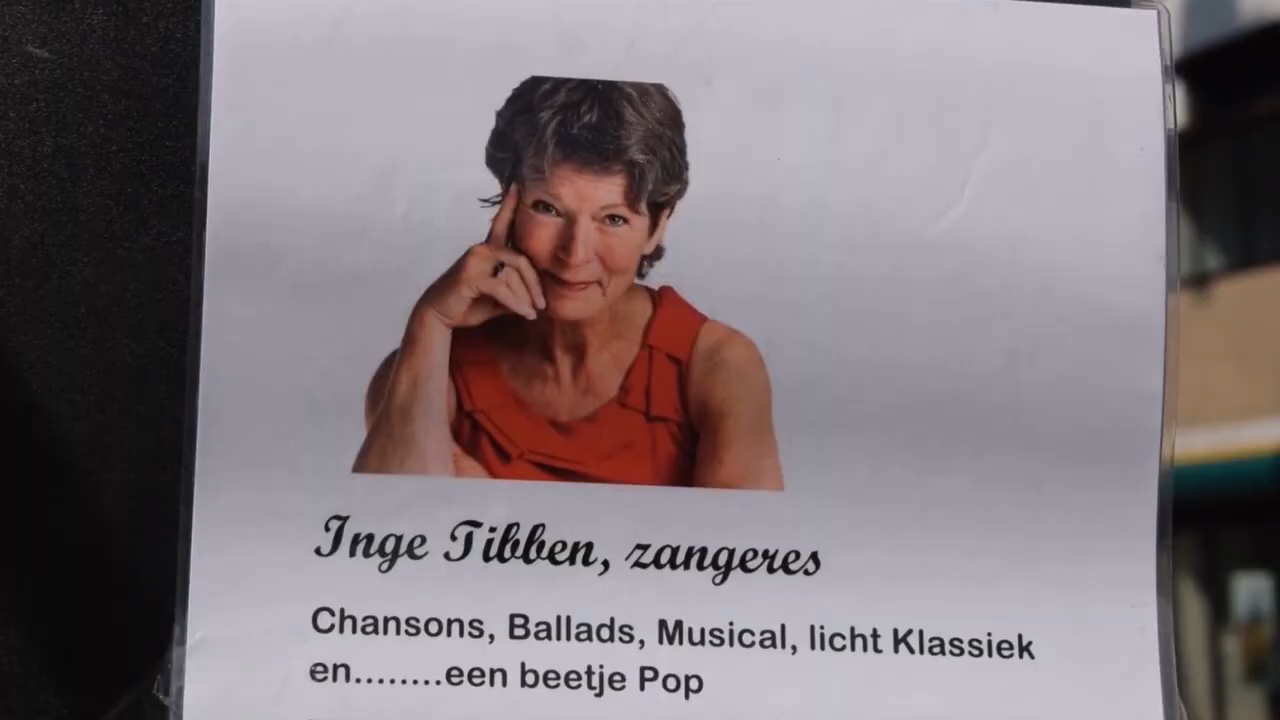 Inge Tibben, zangeres
Chansons, Ballads, Musical, licht Klassiek
en........een beetje Pop